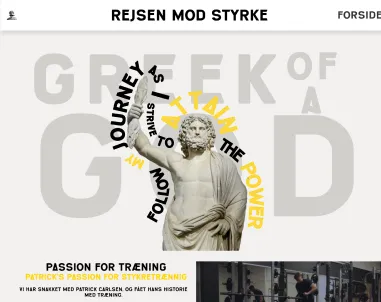 REJSEN MOD STYRKE
FORSIDE
GREEK OF
A
GOD
FOLLOW MY JOURNEY
AS I STRIVE TO ATTAIN THE POWER
PASSION FOR TRÆNING
PATRICK'S PASSION FOR STYRKETRÆNNIG
VI HAR SNAKKET MED PATRICK CARLSEN, OG FÅET HANS HISTORIE
MED TRÆNING.